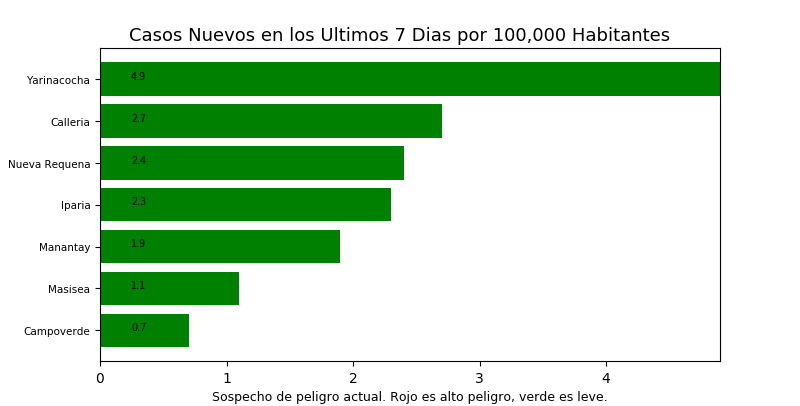 Casos Nuevos en los Ultimos 7 Dias por 100,000 Habitantes
Yarinacocha 4.9
Calleria 2.7
Nueva Requena 2.4
Iparia 2.3
Manantay 1.9
Masisea 1.1
Campoverde 0.7
0 1 2 3 4
Sospecho de peligro actual. Rojo es alto peligro, verde es leve.